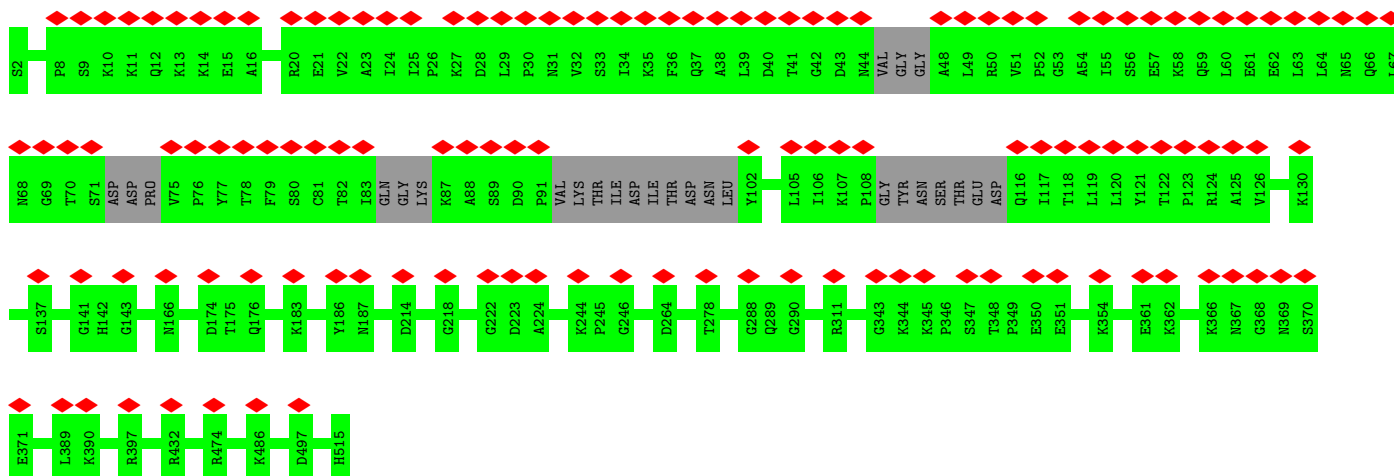 S2 P8 S9 K10 K11 Q12 K13 K14 E15 A16 R20 E21 V22 A23 I24 I25 P26 K27 D28 L29 P30 N31 V32 S33 I34 K35 F36 Q37 A38 L39 D40 T41 G42 D43 N44 VAL GLY GLY A48 L49 R50 V51 P52 G53 A54 I55 S56 E57 K58 Q59 L60 E61 E62 L63 L64 N65 Q66 L67
N68 G69 T70 S71 ASP ASP PRO V75 P76 Y77 T78 F79 S80 C81 T82 I83 GLN GLY LYS K87 A88 S89 D90 P91 VAL LYS THR ILE ASP ILE THR ASP ASN LEU Y102 L105 I106 K107 P108 GLY TYR ASN SER THR GLU ASP Q116 I117 T118 L119 L120 Y121 T122 P123 R124 A125 V126 K130
S137 G141 H142 G143 N166 D174 T175 Q176 K183 Y186 N187 D214 G218 G222 D223 A224 K244 P245 G246 D264 T278 G288 Q289 G290 R311 G343 K344 K345 P346 S347 T348 P349 E350 E351 K354 E361 K362 K366 N367 G368 N369 S370
E371 L389 K390 R397 R432 R474 K486 D497 H515